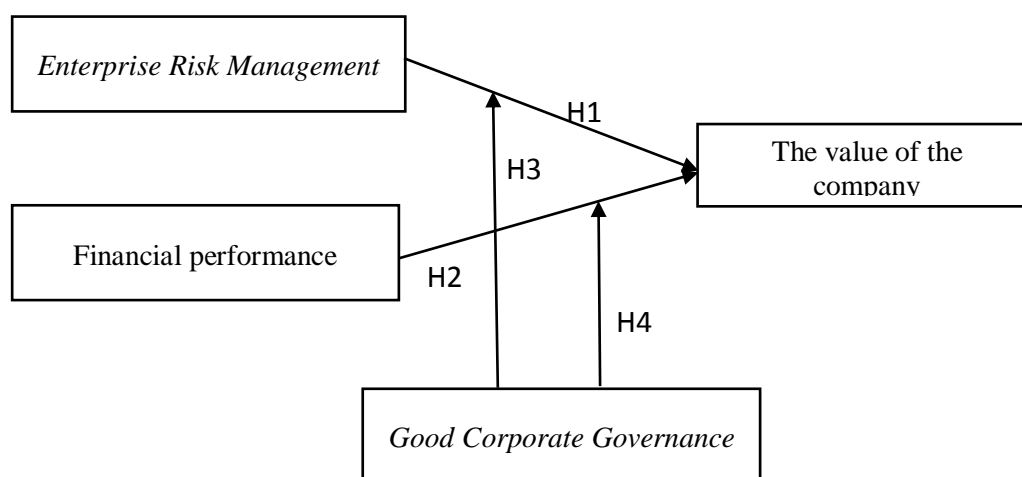 Enterprise Risk Management
H1
The value of the
company
H3
Financial performance
H2
H4
Good Corporate Governance